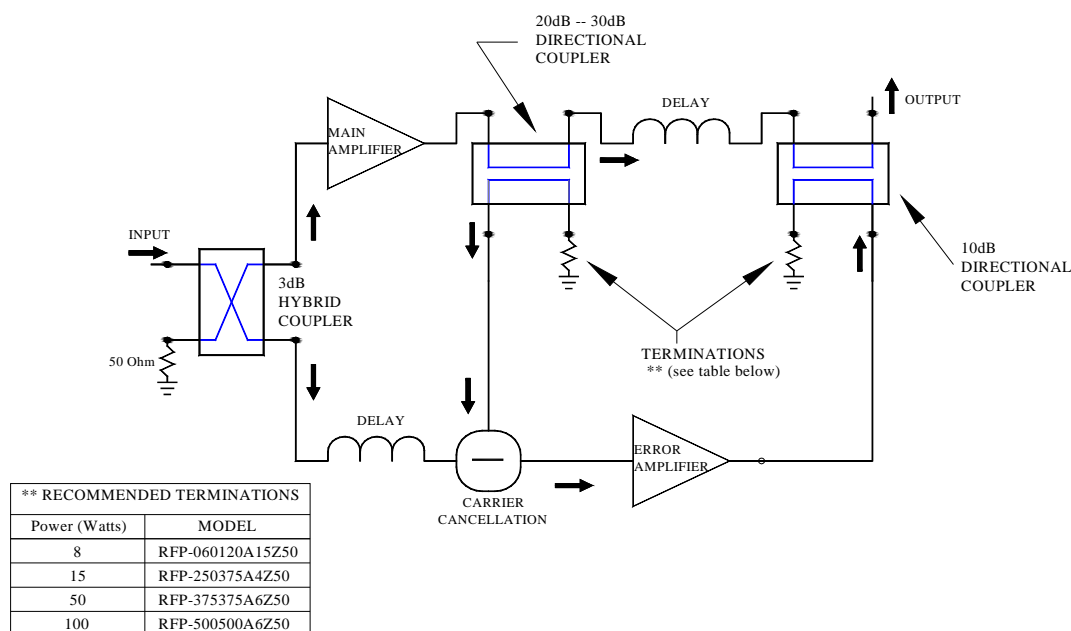 20dB -- 30dB
DIRECTIONAL
COUPLER
DELAY
OUTPUT
MAIN
AMPLIFIER
INPUT
3dB
HYBRID
COUPLER
10dB
DIRECTIONAL
COUPLER
50 Ohm
TERMINATIONS
** (see table below)
DELAY
ERROR
AMPLIFIER
CARRIER
CANCELLATION
** RECOMMENDED TERMINATIONS
Power (Watts) MODEL
8 RFP-060120A15Z50
15 RFP-250375A4Z50
50 RFP-375375A6Z50
100 RFP-500500A6Z50